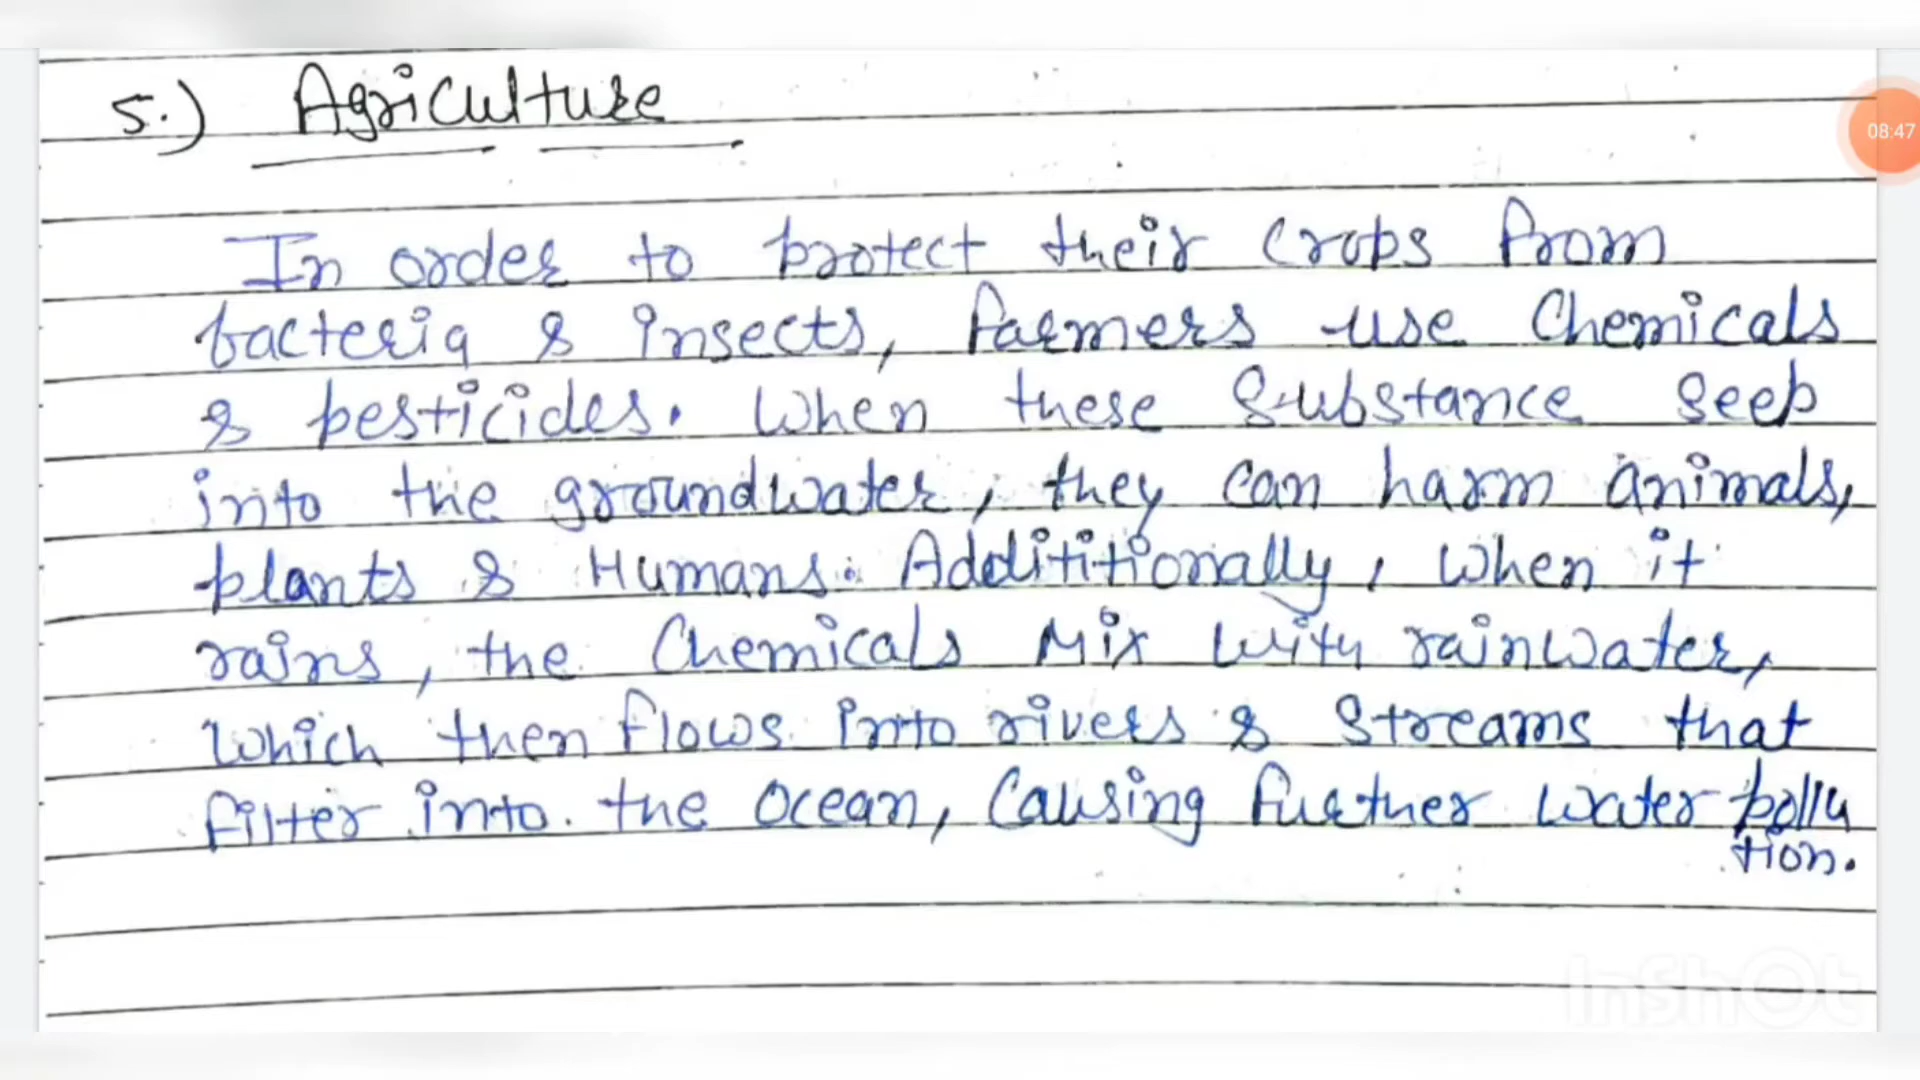 5.) Agriculture
08:47
In order to protect their crops from
bacteria & insects, farmers use Chemicals
& pesticides. When these Substance seep
into the groundwater, they can harm animals,
plants & Humans. Addititionally, when it
rains, the Chemicals Mix with rainwater,
which then flows into rivers & Streams that
filter into the ocean, Causing further water pollu
tion.
InShOt